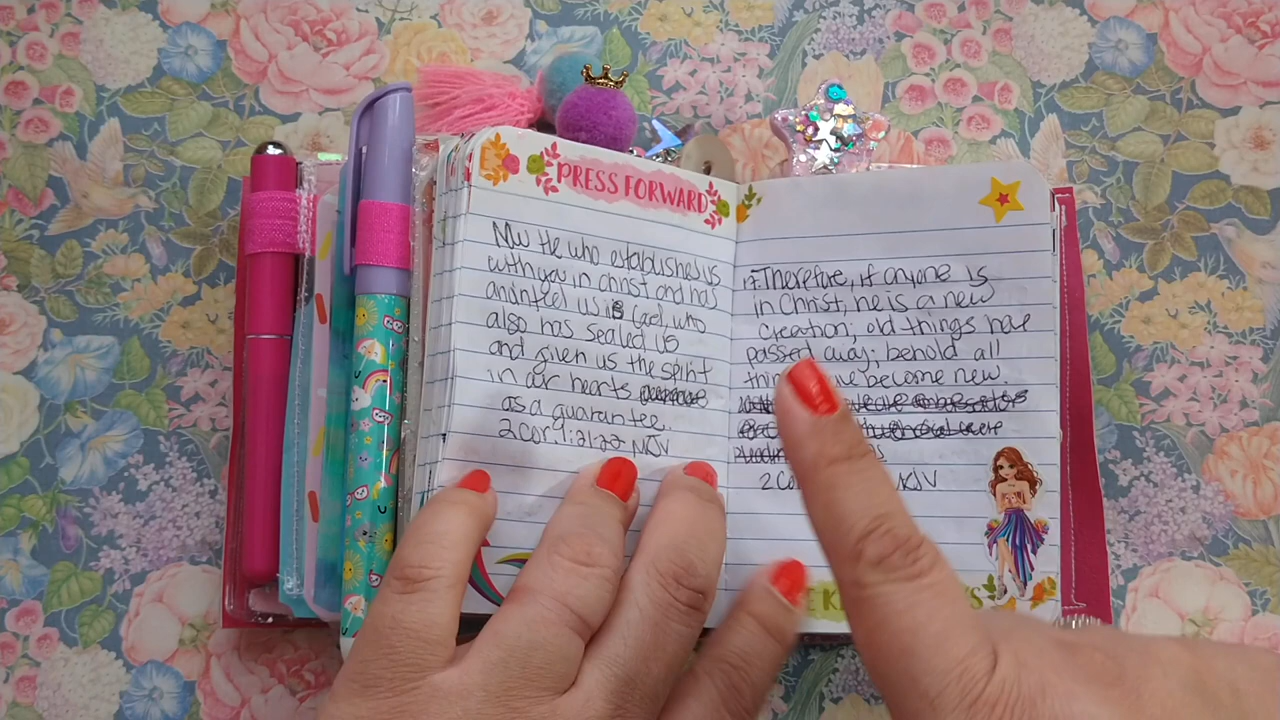 PRESS FORWARD
Now He who establishes us
with you in christ and has
anointed us is God, who
also has sealed us
and given us the spirit
in our hearts
as a guarantee.
2 Cor. 1:21-22 NKJV
17 Therefore, if anyone is
in Christ, he is a new
creation; old things have
passed away; behold all
become new.
NKJV